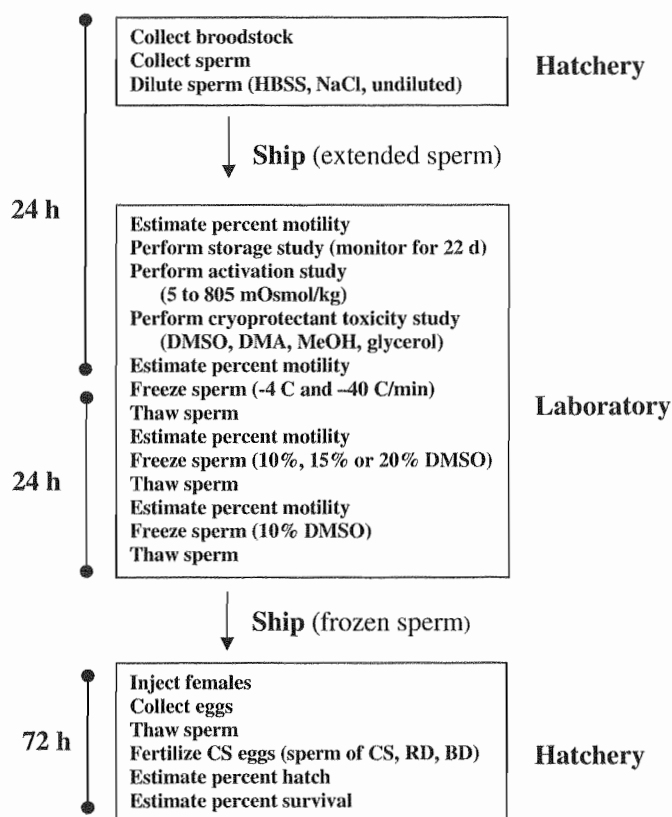 Collect broodstock
Collect sperm
Dilute sperm (HBSS, NaCl, undiluted)
Hatchery
Ship (extended sperm)
24 h
Estimate percent motility
Perform storage study (monitor for 22 d)
Perform activation study
(5 to 805 mOsmol/kg)
Perform cryoprotectant toxicity study
(DMSO, DMA, MeOH, glycerol)
Estimate percent motility
Freeze sperm (-4 C and –40 C/min)
Thaw sperm
Estimate percent motility
Freeze sperm (10%, 15% or 20% DMSO)
Thaw sperm
Estimate percent motility
Freeze sperm (10% DMSO)
Thaw sperm
Laboratory
24 h
Ship (frozen sperm)
Inject females
Collect eggs
Thaw sperm
Fertilize CS eggs (sperm of CS, RD, BD)
Estimate percent hatch
Estimate percent survival
72 h
Hatchery